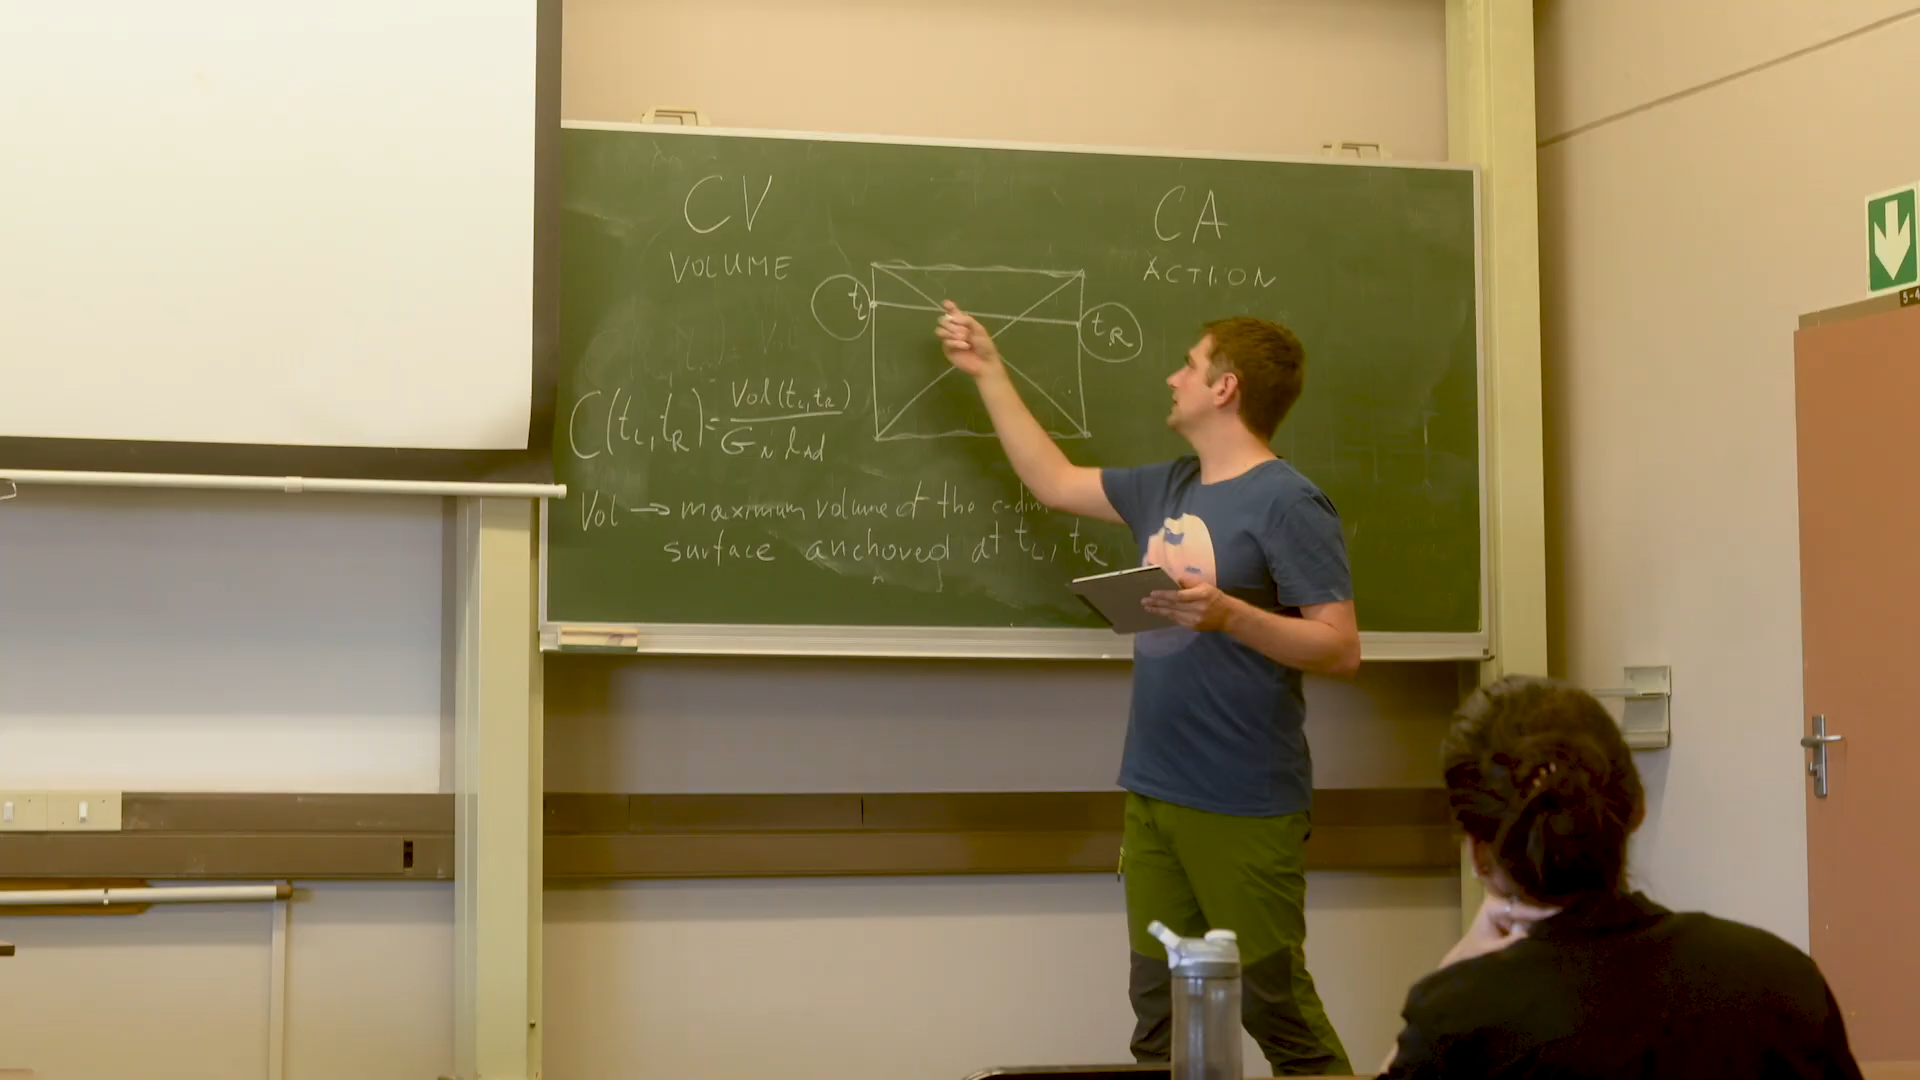 CV
VOLUME
CA
ACTION
t_L
t_R
C(t_L, t_R) = Vol(t_L, t_R) / G_N l_Ad
Vol → maximum volume of the c-dim
surface anchored at t_L, t_R